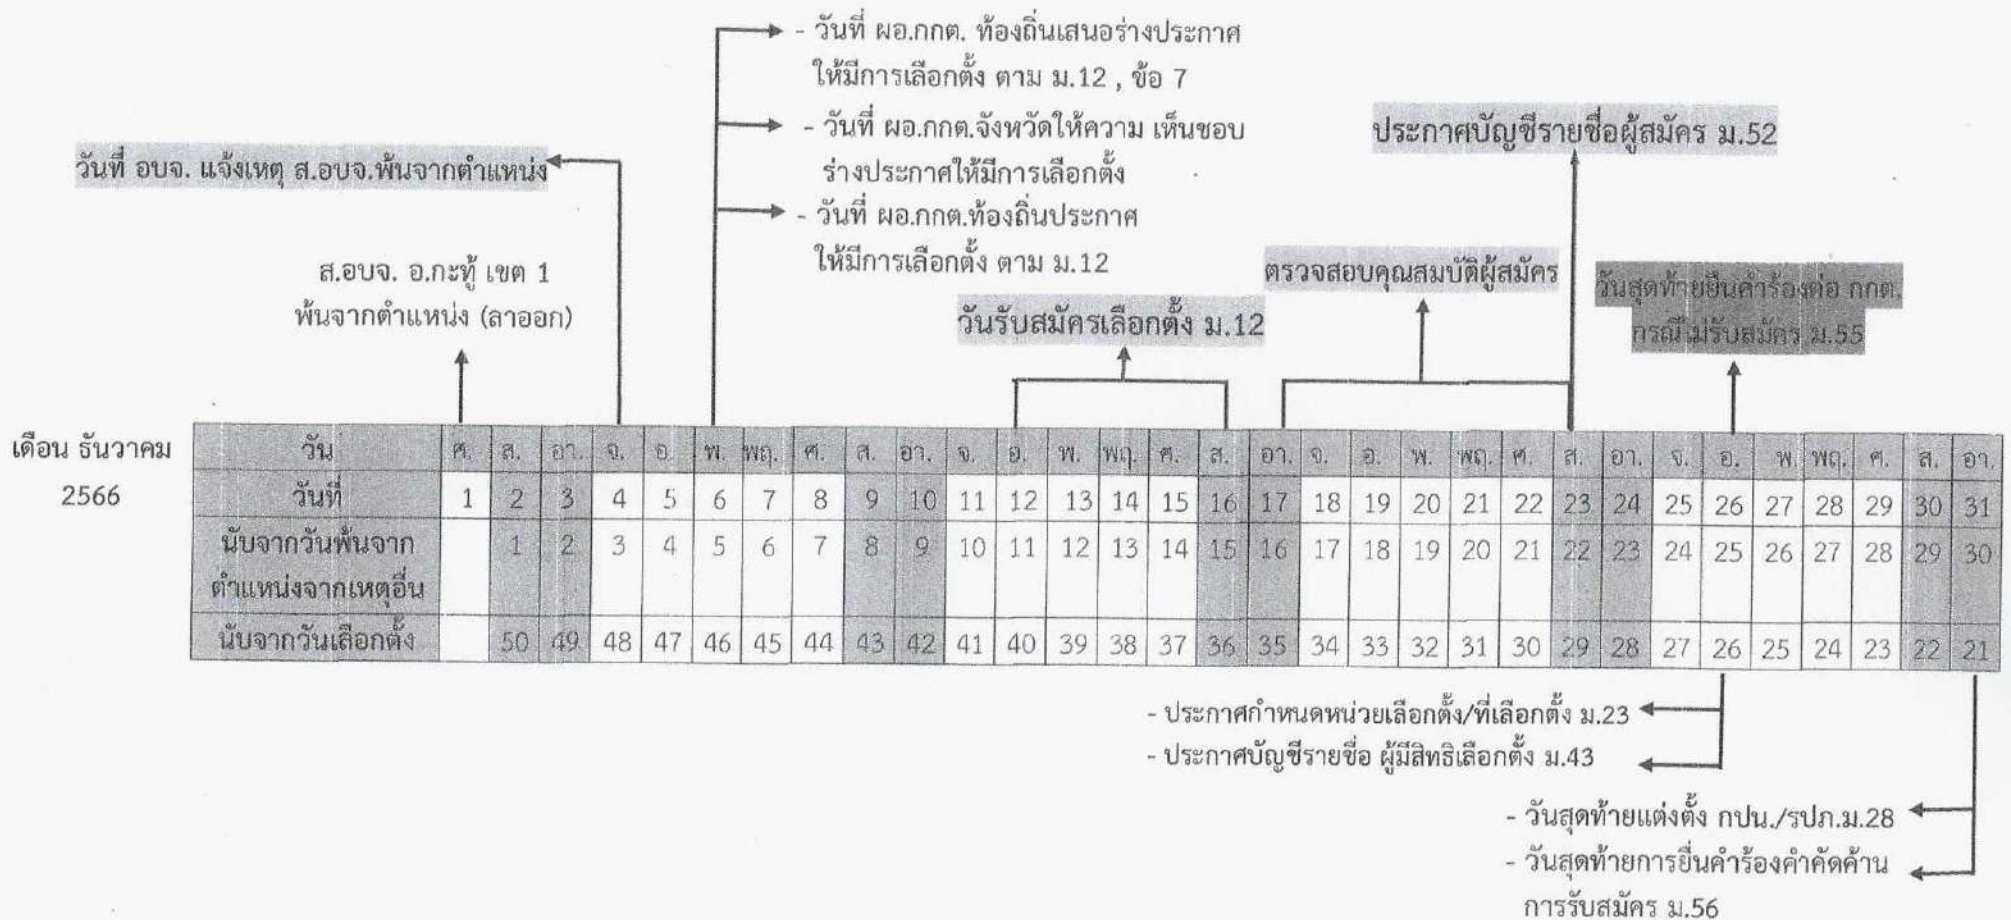 - วันที่ ผอ.กกต. ท้องถิ่นเสนอร่างประกาศ
ให้มีการเลือกตั้ง ตาม ม.12 , ข้อ 7
- วันที่ ผอ.กกต.จังหวัดให้ความ เห็นชอบ
ร่างประกาศให้มีการเลือกตั้ง
- วันที่ ผอ.กกต.ท้องถิ่นประกาศ
ให้มีการเลือกตั้ง ตาม ม.12
วันที่ อบจ. แจ้งเหตุ ส.อบจ.พ้นจากตำแหน่ง
ส.อบจ. อ.กะทู้ เขต 1
พ้นจากตำแหน่ง (ลาออก)
วันรับสมัครเลือกตั้ง ม.12
ตรวจสอบคุณสมบัติผู้สมัคร
ประกาศบัญชีรายชื่อผู้สมัคร ม.52
วันสุดท้ายยื่นคำร้องต่อ กกต.
กรณีไม่รับสมัคร ม.55
เดือน ธันวาคม
2566
วัน ศ. ส. อา. จ. อ. พ. พฤ. ศ. ส. อา. จ. อ. พ. พฤ. ศ. ส. อา. จ. อ. พ. พฤ. ศ. ส. อา. จ. อ. พ. พฤ. ศ. ส. อา.
วันที่ 1 2 3 4 5 6 7 8 9 10 11 12 13 14 15 16 17 18 19 20 21 22 23 24 25 26 27 28 29 30 31
นับจากวันพ้นจาก 1 2 3 4 5 6 7 8 9 10 11 12 13 14 15 16 17 18 19 20 21 22 23 24 25 26 27 28 29 30
ตำแหน่งจากเหตุอื่น
นับจากวันเลือกตั้ง 50 49 48 47 46 45 44 43 42 41 40 39 38 37 36 35 34 33 32 31 30 29 28 27 26 25 24 23 22 21
- ประกาศกำหนดหน่วยเลือกตั้ง/ที่เลือกตั้ง ม.23
- ประกาศบัญชีรายชื่อ ผู้มีสิทธิเลือกตั้ง ม.43
- วันสุดท้ายแต่งตั้ง กปน./รปภ.ม.28
- วันสุดท้ายการยื่นคำร้องคำคัดค้าน
การรับสมัคร ม.56